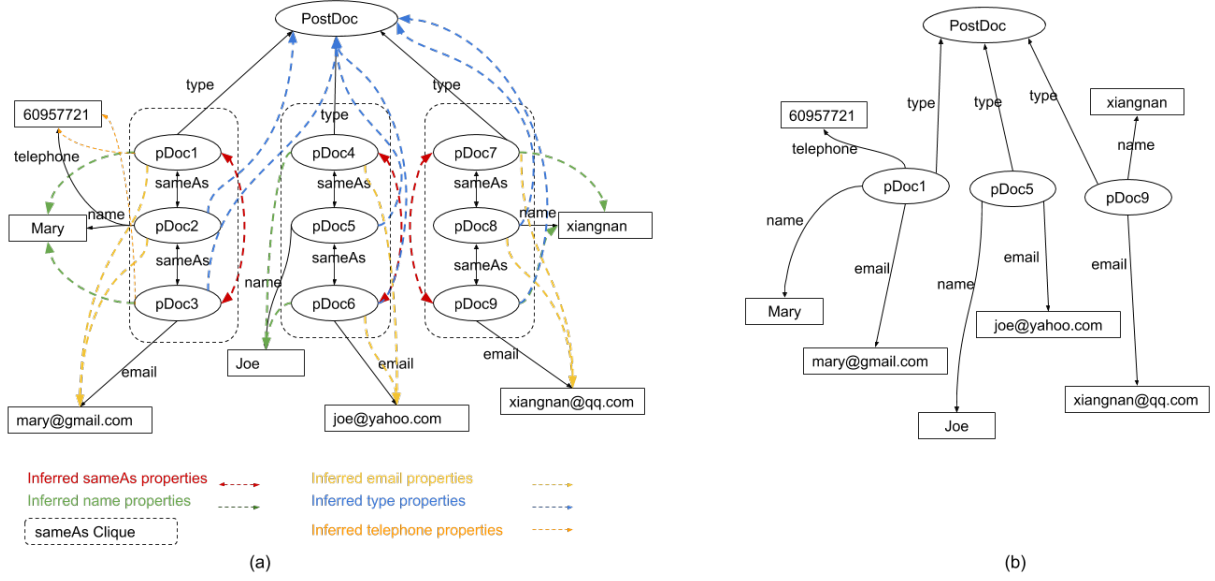 PostDoc
type
type
type
60957721
telephone
pDoc1
pDoc4
pDoc7
sameAs
sameAs
sameAs
Mary
name
pDoc2
pDoc5
pDoc8
name
xiangnan
sameAs
sameAs
sameAs
name
pDoc3
pDoc6
pDoc9
Joe
email
email
email
mary@gmail.com
joe@yahoo.com
xiangnan@qq.com
Inferred sameAs properties
Inferred name properties
sameAs Clique
Inferred email properties
Inferred type properties
Inferred telephone properties
(a)
PostDoc
type
type
type
60957721
telephone
xiangnan
name
pDoc1
pDoc5
pDoc9
name
email
name
email
email
Mary
mary@gmail.com
joe@yahoo.com
Joe
xiangnan@qq.com
(b)